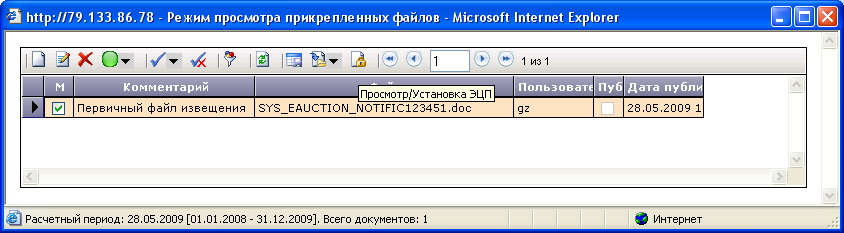 http://79.133.86.78 - Режим просмотра прикрепленных файлов - Microsoft Internet Explorer
1 1 из 1
М Комментарий Пользовате Пуб Дата публи
Просмотр/Установка ЭЦП
Первичный файл извещения SYS_EAUCTION_NOTIFIC123451.doc gz 28.05.2009 1
Расчетный период: 28.05.2009 [01.01.2008 - 31.12.2009]. Всего документов: 1 Интернет